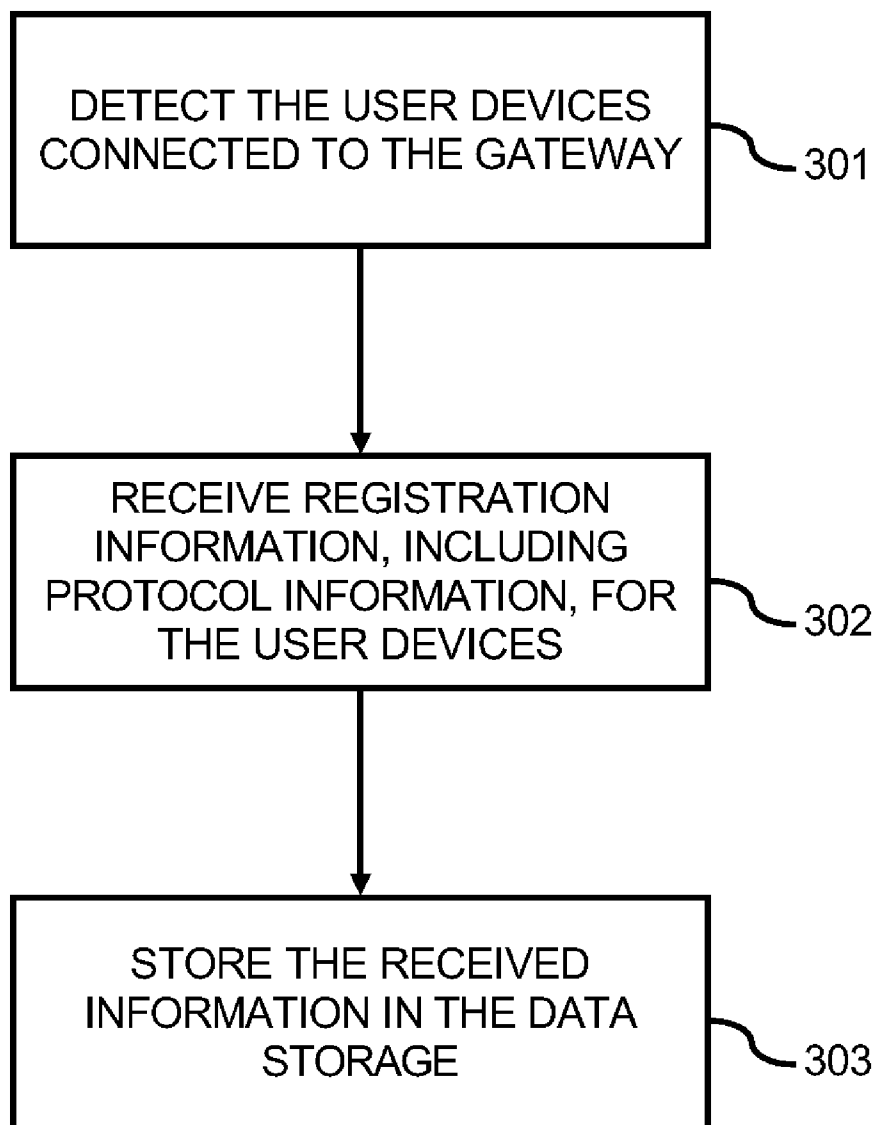 DETECT THE USER DEVICES
CONNECTED TO THE GATEWAY
301
RECEIVE REGISTRATION
INFORMATION, INCLUDING
PROTOCOL INFORMATION, FOR
THE USER DEVICES
302
STORE THE RECEIVED
INFORMATION IN THE DATA
STORAGE
303